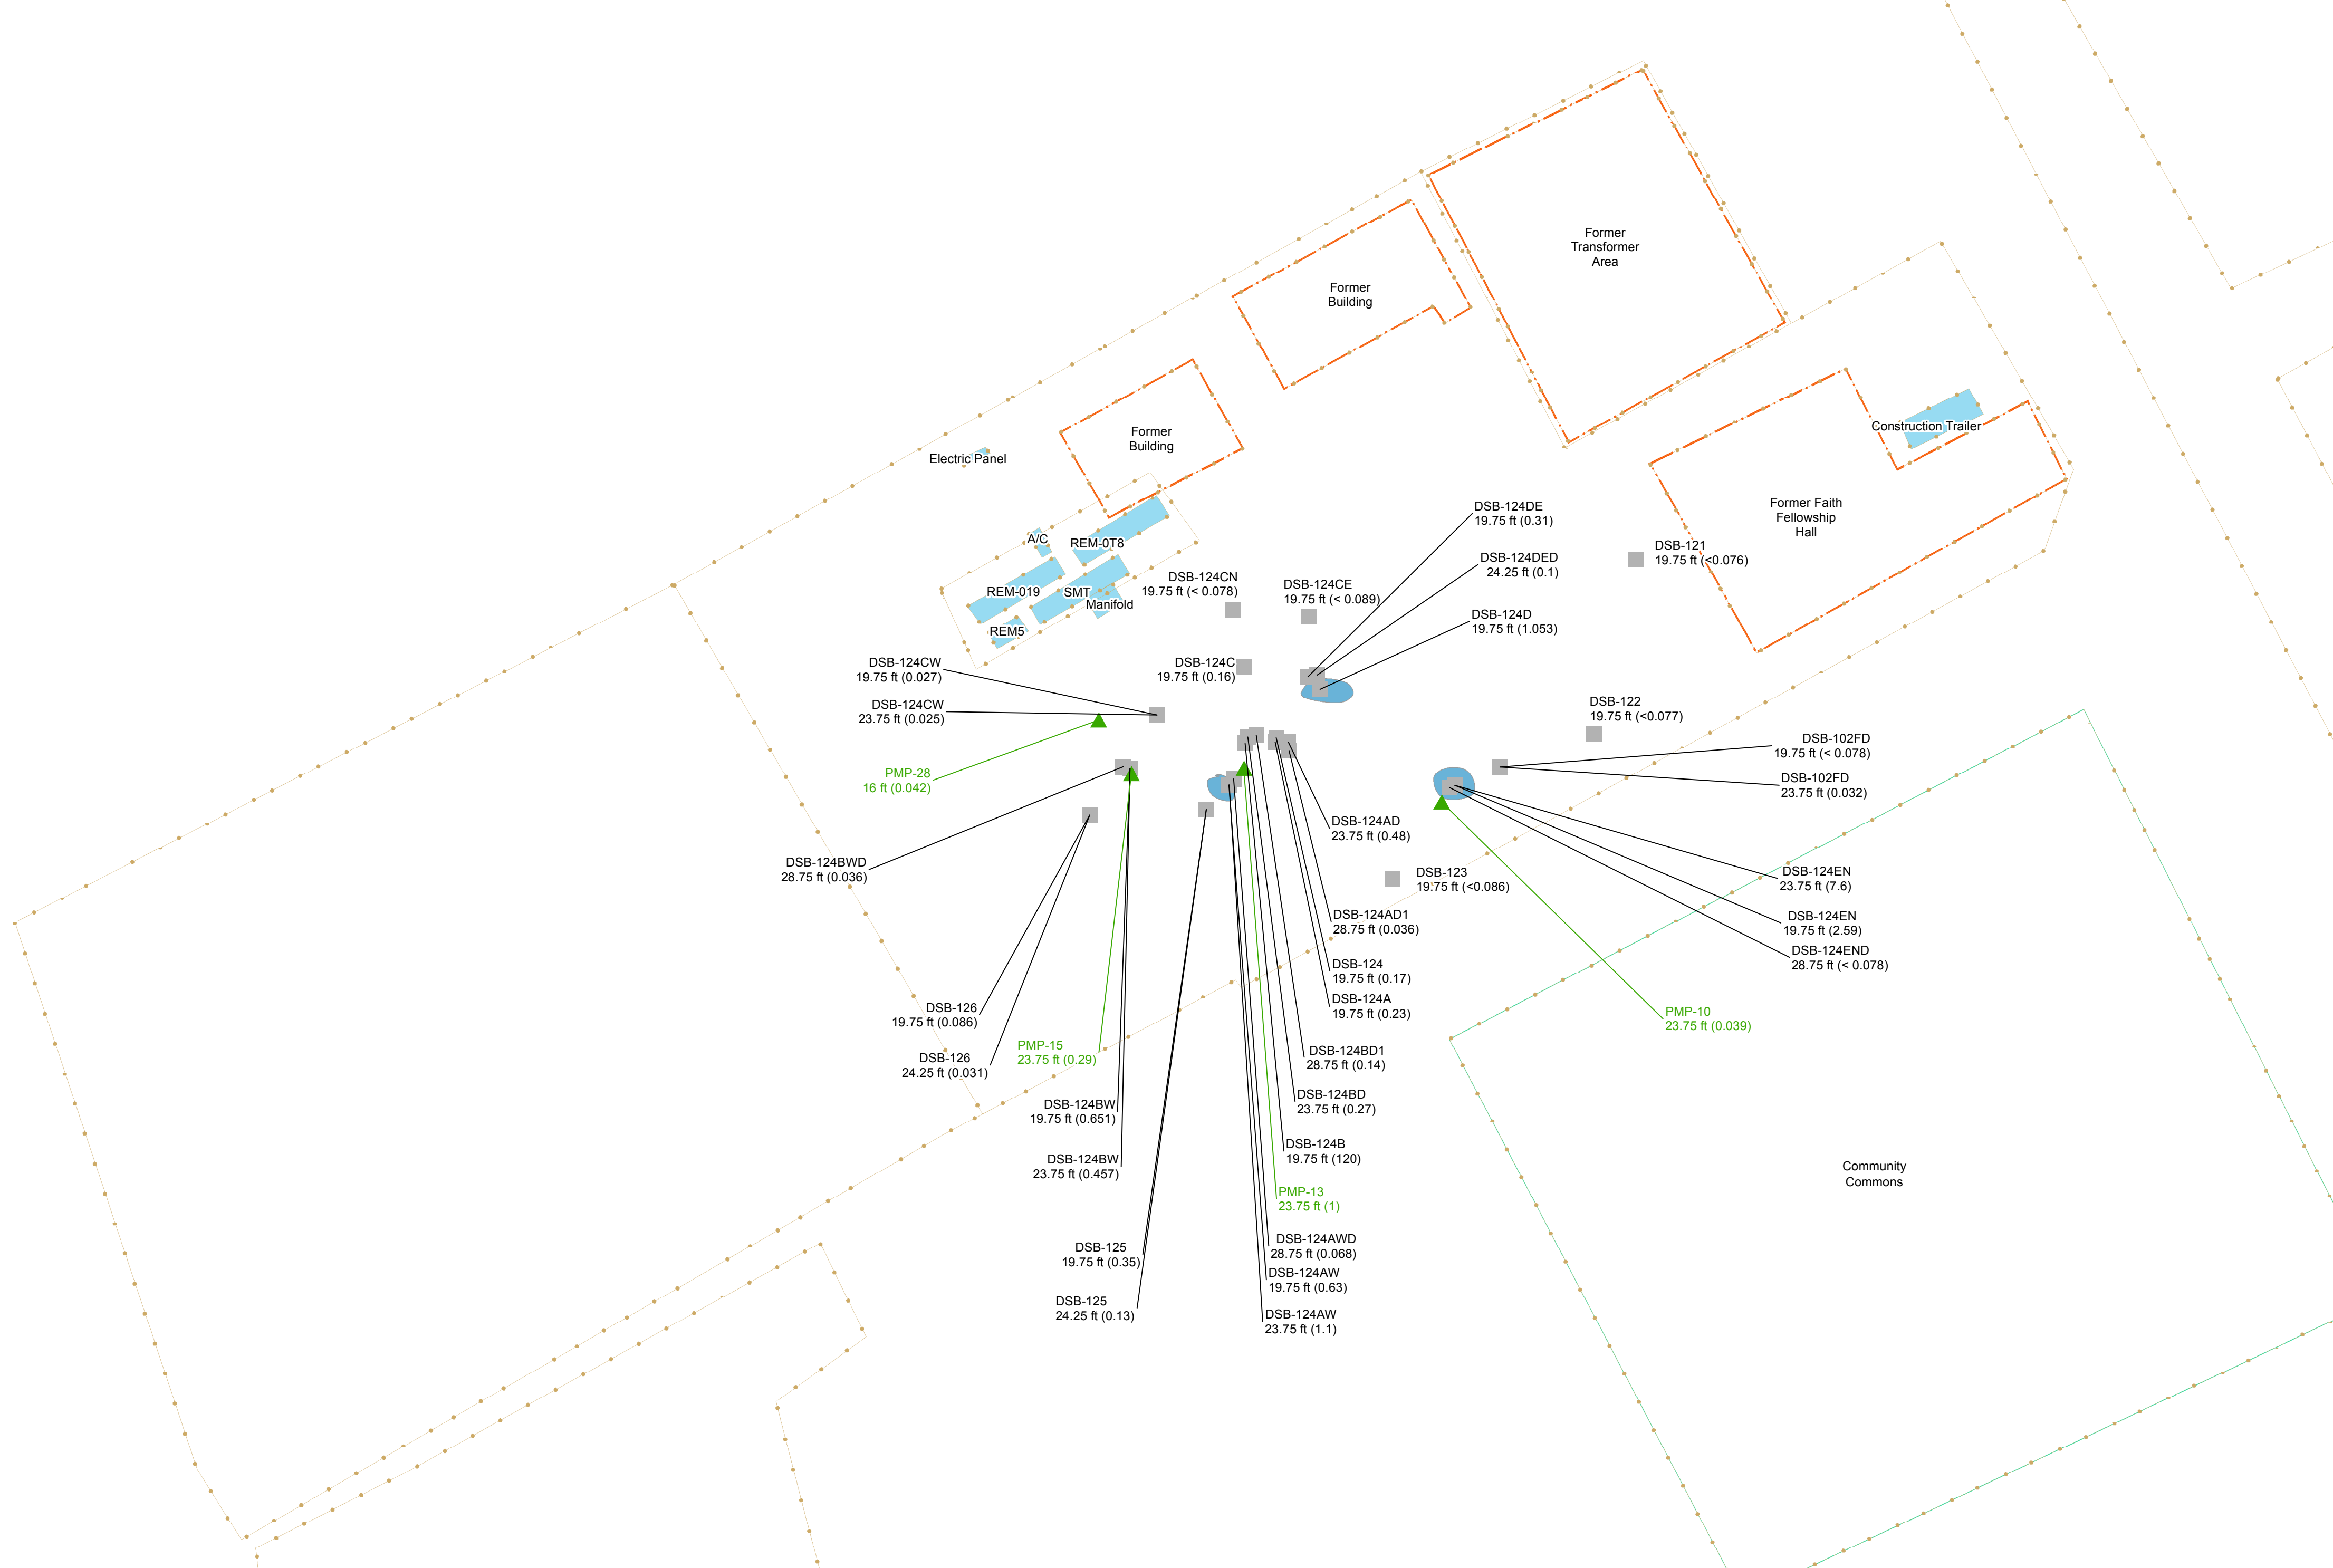 Former
Transformer
Area
Former
Building
Former
Building
Construction Trailer
Electric Panel
Former Faith
Fellowship
Hall
A/C
REM-0T8
REM-019
SMT
Manifold
REM5
DSB-124DE
19.75 ft (0.31)
DSB-124DED
24.25 ft (0.1)
DSB-121
19.75 ft (<0.076)
DSB-124CN
19.75 ft (< 0.078)
DSB-124CE
19.75 ft (< 0.089)
DSB-124D
19.75 ft (1.053)
DSB-124CW
19.75 ft (0.027)
DSB-124C
19.75 ft (0.16)
DSB-124CW
23.75 ft (0.025)
DSB-122
19.75 ft (<0.077)
DSB-102FD
19.75 ft (< 0.078)
PMP-28
16 ft (0.042)
DSB-102FD
23.75 ft (0.032)
DSB-124AD
23.75 ft (0.48)
DSB-124BWD
28.75 ft (0.036)
DSB-123
19.75 ft (<0.086)
DSB-124EN
23.75 ft (7.6)
DSB-124AD1
28.75 ft (0.036)
DSB-124EN
19.75 ft (2.59)
DSB-124END
28.75 ft (< 0.078)
DSB-124
19.75 ft (0.17)
DSB-124A
19.75 ft (0.23)
DSB-126
19.75 ft (0.086)
PMP-10
23.75 ft (0.039)
PMP-15
23.75 ft (0.29)
DSB-124BD1
28.75 ft (0.14)
DSB-126
24.25 ft (0.031)
DSB-124BD
23.75 ft (0.27)
DSB-124BW
19.75 ft (0.651)
DSB-124B
19.75 ft (120)
DSB-124BW
23.75 ft (0.457)
Community
Commons
PMP-13
23.75 ft (1)
DSB-124AWD
28.75 ft (0.068)
DSB-125
19.75 ft (0.35)
DSB-124AW
19.75 ft (0.63)
DSB-125
24.25 ft (0.13)
DSB-124AW
23.75 ft (1.1)